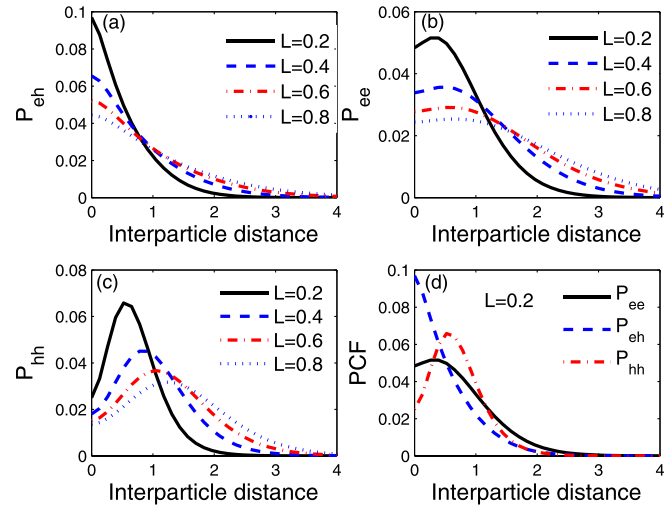 (a)
L=0.2
L=0.4
L=0.6
L=0.8
P_eh
0.1
0.08
0.06
0.04
0.02
0
0 1 2 3 4
Interparticle distance
(b)
L=0.2
L=0.4
L=0.6
L=0.8
P_ee
0.06
0.04
0.02
0
0 1 2 3 4
Interparticle distance
(c)
L=0.2
L=0.4
L=0.6
L=0.8
P_hh
0.08
0.06
0.04
0.02
0
0 1 2 3 4
Interparticle distance
(d)
L=0.2
P_ee
P_eh
P_hh
PCF
0.1
0.08
0.06
0.04
0.02
0
0 1 2 3 4
Interparticle distance